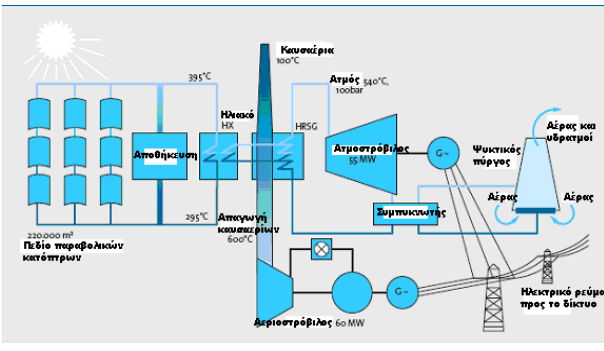 Καυσαέρια
100°C
395°C
Ηλιακό
HX
HRSG
Ατμός 540°C,
100bar
Αέρας και
υδρατμοί
Ψυκτικός
πύργος
Αποθήκευση
Ατμοστρόβιλος
55 MW
G~
Αέρας
Αέρας
Συμπυκνωτής
295°C
Απαγωγή
καυσαερίων
600°C
220.000 m²
Πεδίο παραβολικών
κατόπτρων
G~
Ηλεκτρικό ρεύμα
προς το δίκτυο
Αεριοστρόβιλος 60 MW